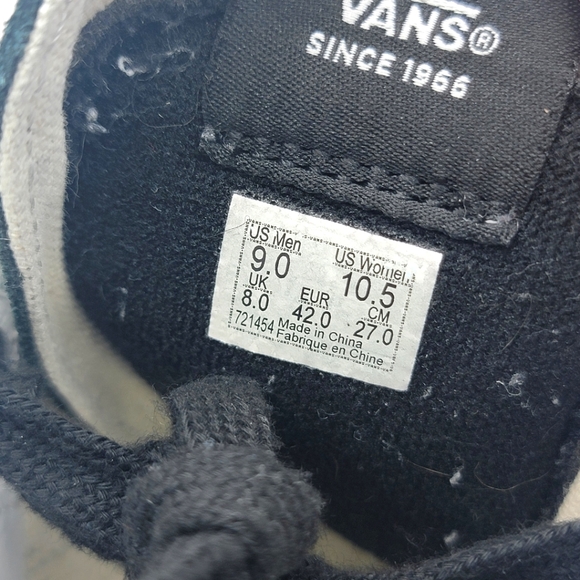 VANS®
SINCE 1966
US Men US Women
9.0 10.5
UK EUR CM
8.0 42.0 27.0
721454 Made in China
Fabrique en Chine